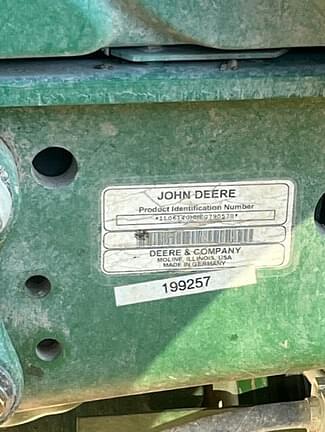 JOHN DEERE
Product Identification Number
DEERE & COMPANY
MOLINE, ILLINOIS, USA
MADE IN GERMANY
199257